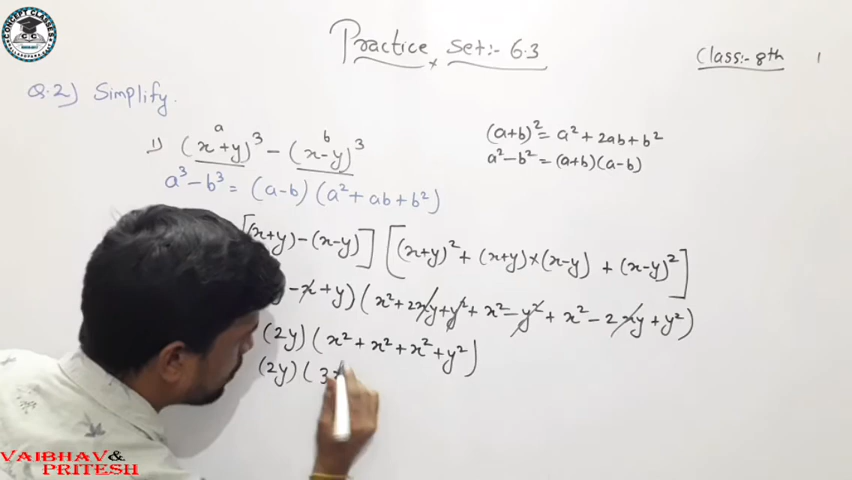 CONCEPT CLASSES
Practice Set:- 6.3
Class:- 8th
Q.2) Simplify.
a b
1) (x+y)³ - (x-y)³
(a+b)² = a² + 2ab + b²
a² - b² = (a+b)(a-b)
a³ - b³ = (a-b)(a² + ab + b²)
[(x+y) - (x-y)] [(x+y)² + (x+y)×(x-y) + (x-y)²]
- x + y) (x² + 2xy + y² + x² - y² + x² - 2xy + y²)
(2y) (x² + x² + x² + y²)
(2y) ( 3
VAIBHAV &
PRITESH